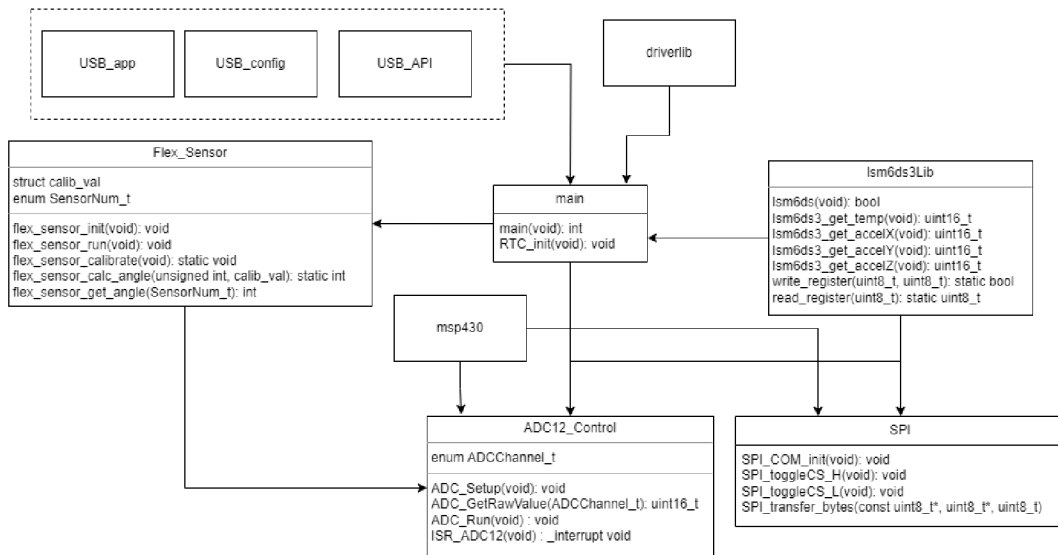 USB_app
USB_config
USB_API
driverlib
Flex_Sensor
struct calib_val
enum SensorNum_t
flex_sensor_init(void): void
flex_sensor_run(void): void
flex_sensor_calibrate(void): static void
flex_sensor_calc_angle(unsigned int, calib_val): static int
flex_sensor_get_angle(SensorNum_t): int
main
main(void): int
RTC_init(void): void
lsm6ds3Lib
lsm6ds(void): bool
lsm6ds3_get_temp(void): uint16_t
lsm6ds3_get_accelX(void): uint16_t
lsm6ds3_get_accelY(void): uint16_t
lsm6ds3_get_accelZ(void): uint16_t
write_register(uint8_t, uint8_t): static bool
read_register(uint8_t): static uint8_t
msp430
ADC12_Control
enum ADCChannel_t
ADC_Setup(void): void
ADC_GetRawValue(ADCChannel_t): uint16_t
ADC_Run(void) : void
ISR_ADC12(void) : _interrupt void
SPI
SPI_COM_init(void): void
SPI_toggleCS_H(void): void
SPI_toggleCS_L(void): void
SPI_transfer_bytes(const uint8_t*, uint8_t*, uint8_t)